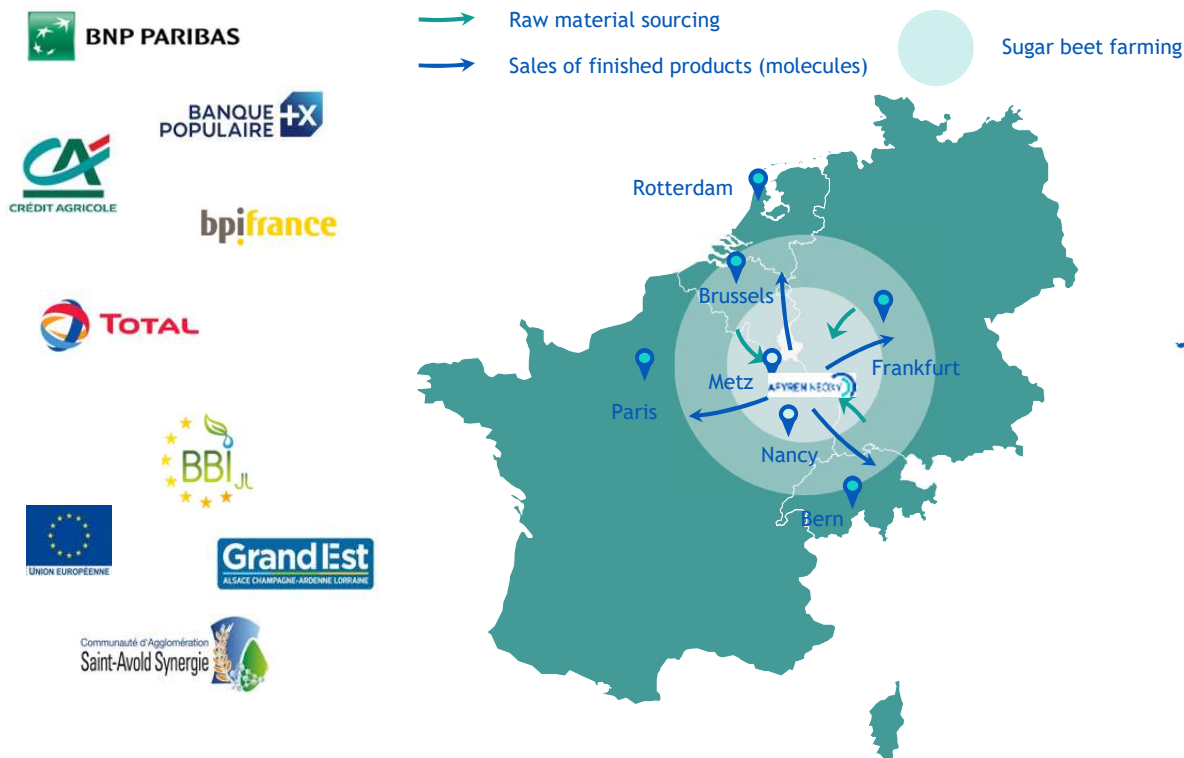 BNP PARIBAS
BANQUE
POPULAIRE
CRÉDIT AGRICOLE
bpifrance
TOTAL
BBI JU
UNION EUROPÉENNE
Grand Est
ALSACE CHAMPAGNE-ARDENNE LORRAINE
Communauté d'Agglomération
Saint-Avold Synergie
Raw material sourcing
Sales of finished products (molecules)
Sugar beet farming
Rotterdam
Brussels
Metz
AFYREN NEOXY
Frankfurt
Paris
Nancy
Bern